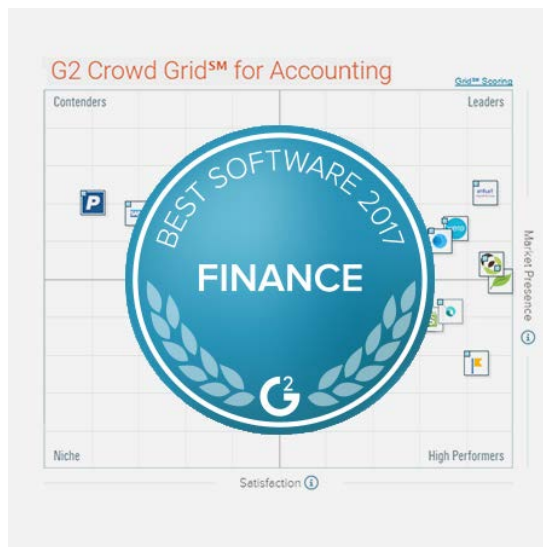 G2 Crowd Grid℠ for Accounting
Grid℠ Scoring
Contenders
Leaders
BEST SOFTWARE 2017
FINANCE
G2
Market Presence
Niche
High Performers
Satisfaction